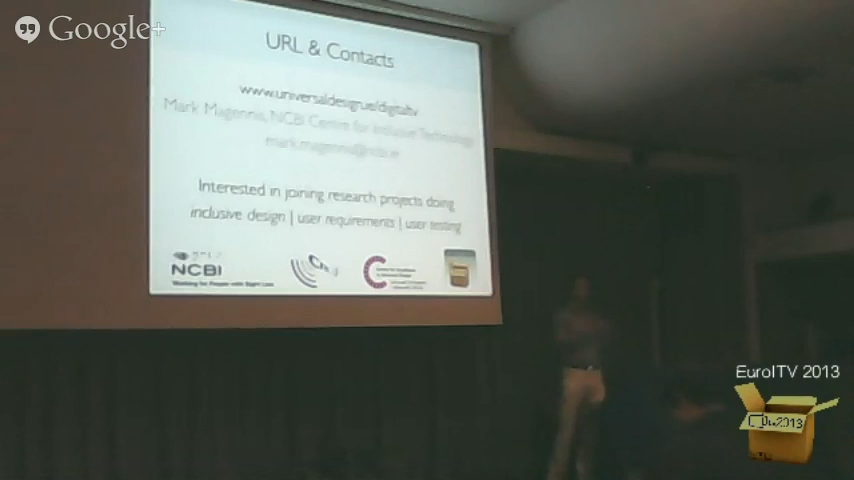 Google+
URL & Contacts
www.universaldesign.ie/digitaltv
Mark Magennis, NCBI Centre for Inclusive Technology
mark.magennis@ncbi.ie
Interested in joining research projects doing
inclusive design | user requirements | user testing
NCBI
Working for People with Sight Loss
EuroITV 2013
2013